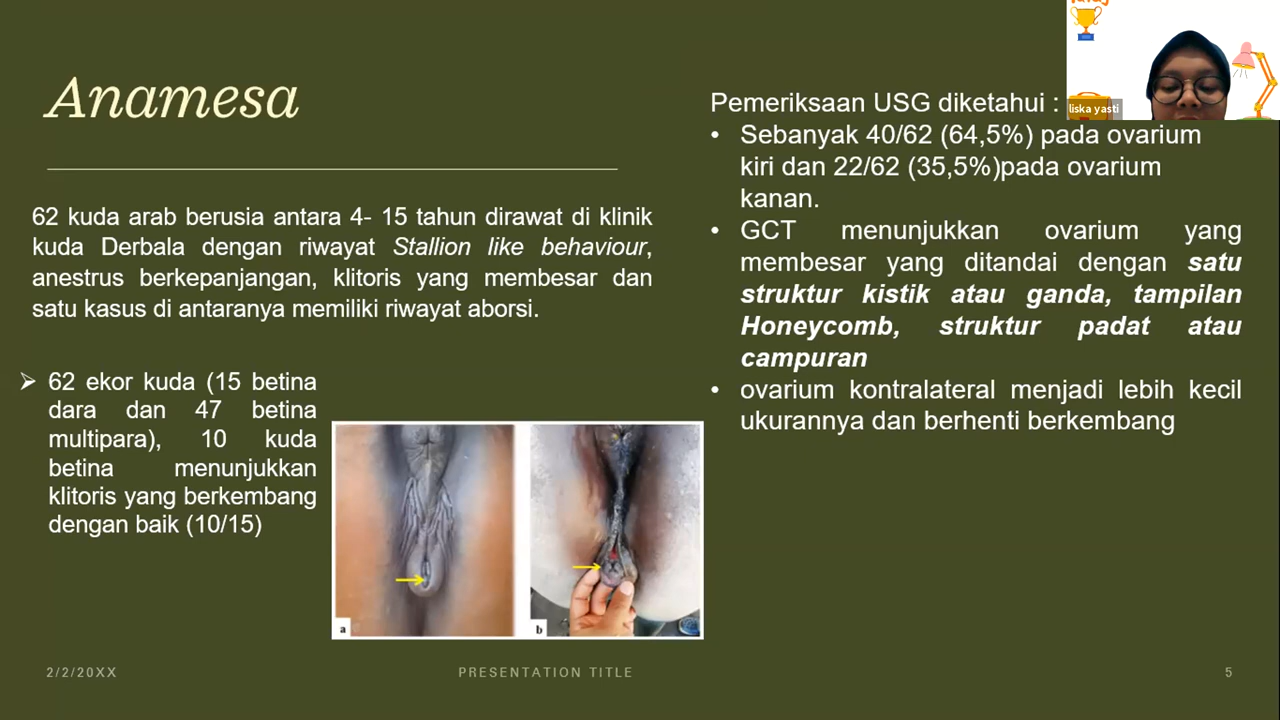 Anamesa
62 kuda arab berusia antara 4- 15 tahun dirawat di klinik
kuda Derbala dengan riwayat Stallion like behaviour,
anestrus berkepanjangan, klitoris yang membesar dan
satu kasus di antaranya memiliki riwayat aborsi.
➢ 62 ekor kuda (15 betina
dara dan 47 betina
multipara), 10 kuda
betina menunjukkan
klitoris yang berkembang
dengan baik (10/15)
a
b
Pemeriksaan USG diketahui :
• Sebanyak 40/62 (64,5%) pada ovarium
kiri dan 22/62 (35,5%)pada ovarium
kanan.
• GCT menunjukkan ovarium yang
membesar yang ditandai dengan satu
struktur kistik atau ganda, tampilan
Honeycomb, struktur padat atau
campuran
• ovarium kontralateral menjadi lebih kecil
ukurannya dan berhenti berkembang
liska yasti
2/2/20XX
PRESENTATION TITLE
5